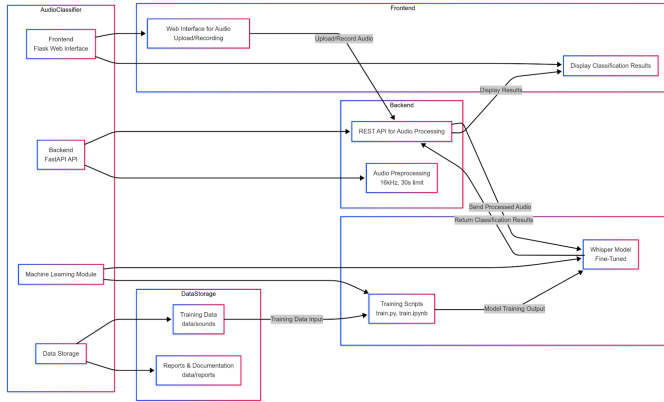 AudioClassifier
Frontend
Frontend
Flask Web Interface
Web Interface for Audio
Upload/Recording
Upload/Record Audio
Display Classification Results
Display Results
Backend
Backend
FastAPI API
REST API for Audio Processing
Audio Preprocessing
16kHz, 30s limit
Send Processed Audio
Return Classification Results
Whisper Model
Fine-Tuned
Machine Learning Module
DataStorage
Training Data
data/sounds
Training Data Input
Training Scripts
train.py, train.ipynb
Model Training Output
Data Storage
Reports & Documentation
data/reports